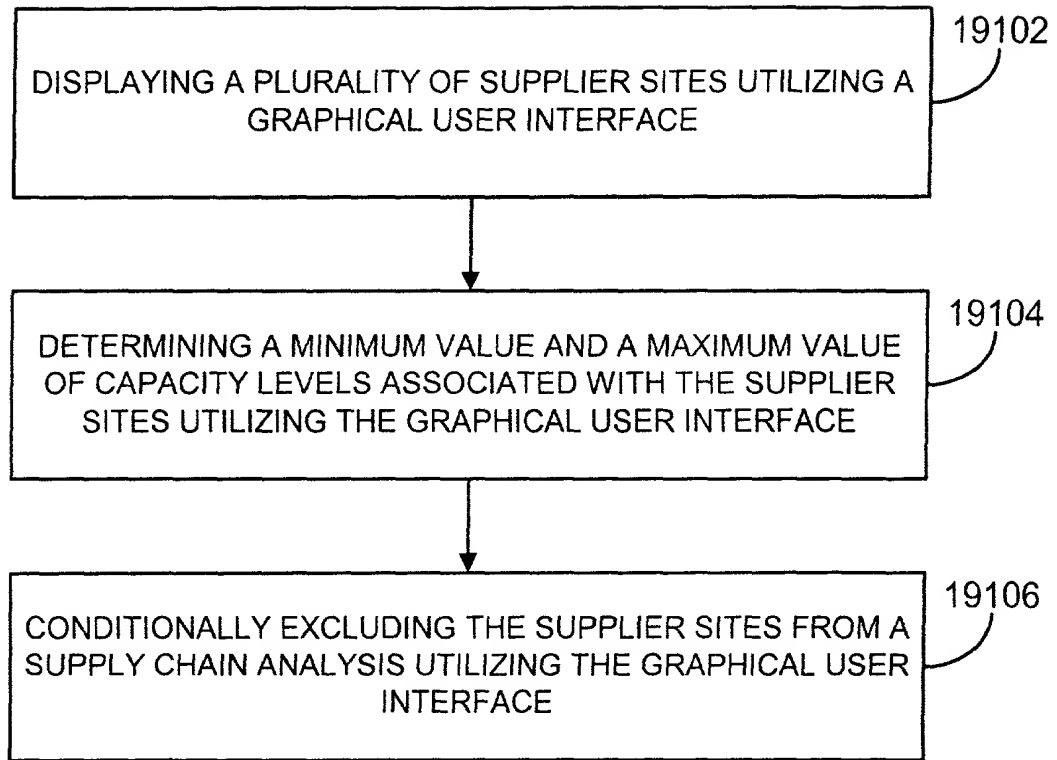 19102
DISPLAYING A PLURALITY OF SUPPLIER SITES UTILIZING A
GRAPHICAL USER INTERFACE
19104
DETERMINING A MINIMUM VALUE AND A MAXIMUM VALUE
OF CAPACITY LEVELS ASSOCIATED WITH THE SUPPLIER
SITES UTILIZING THE GRAPHICAL USER INTERFACE
19106
CONDITIONALLY EXCLUDING THE SUPPLIER SITES FROM A
SUPPLY CHAIN ANALYSIS UTILIZING THE GRAPHICAL USER
INTERFACE